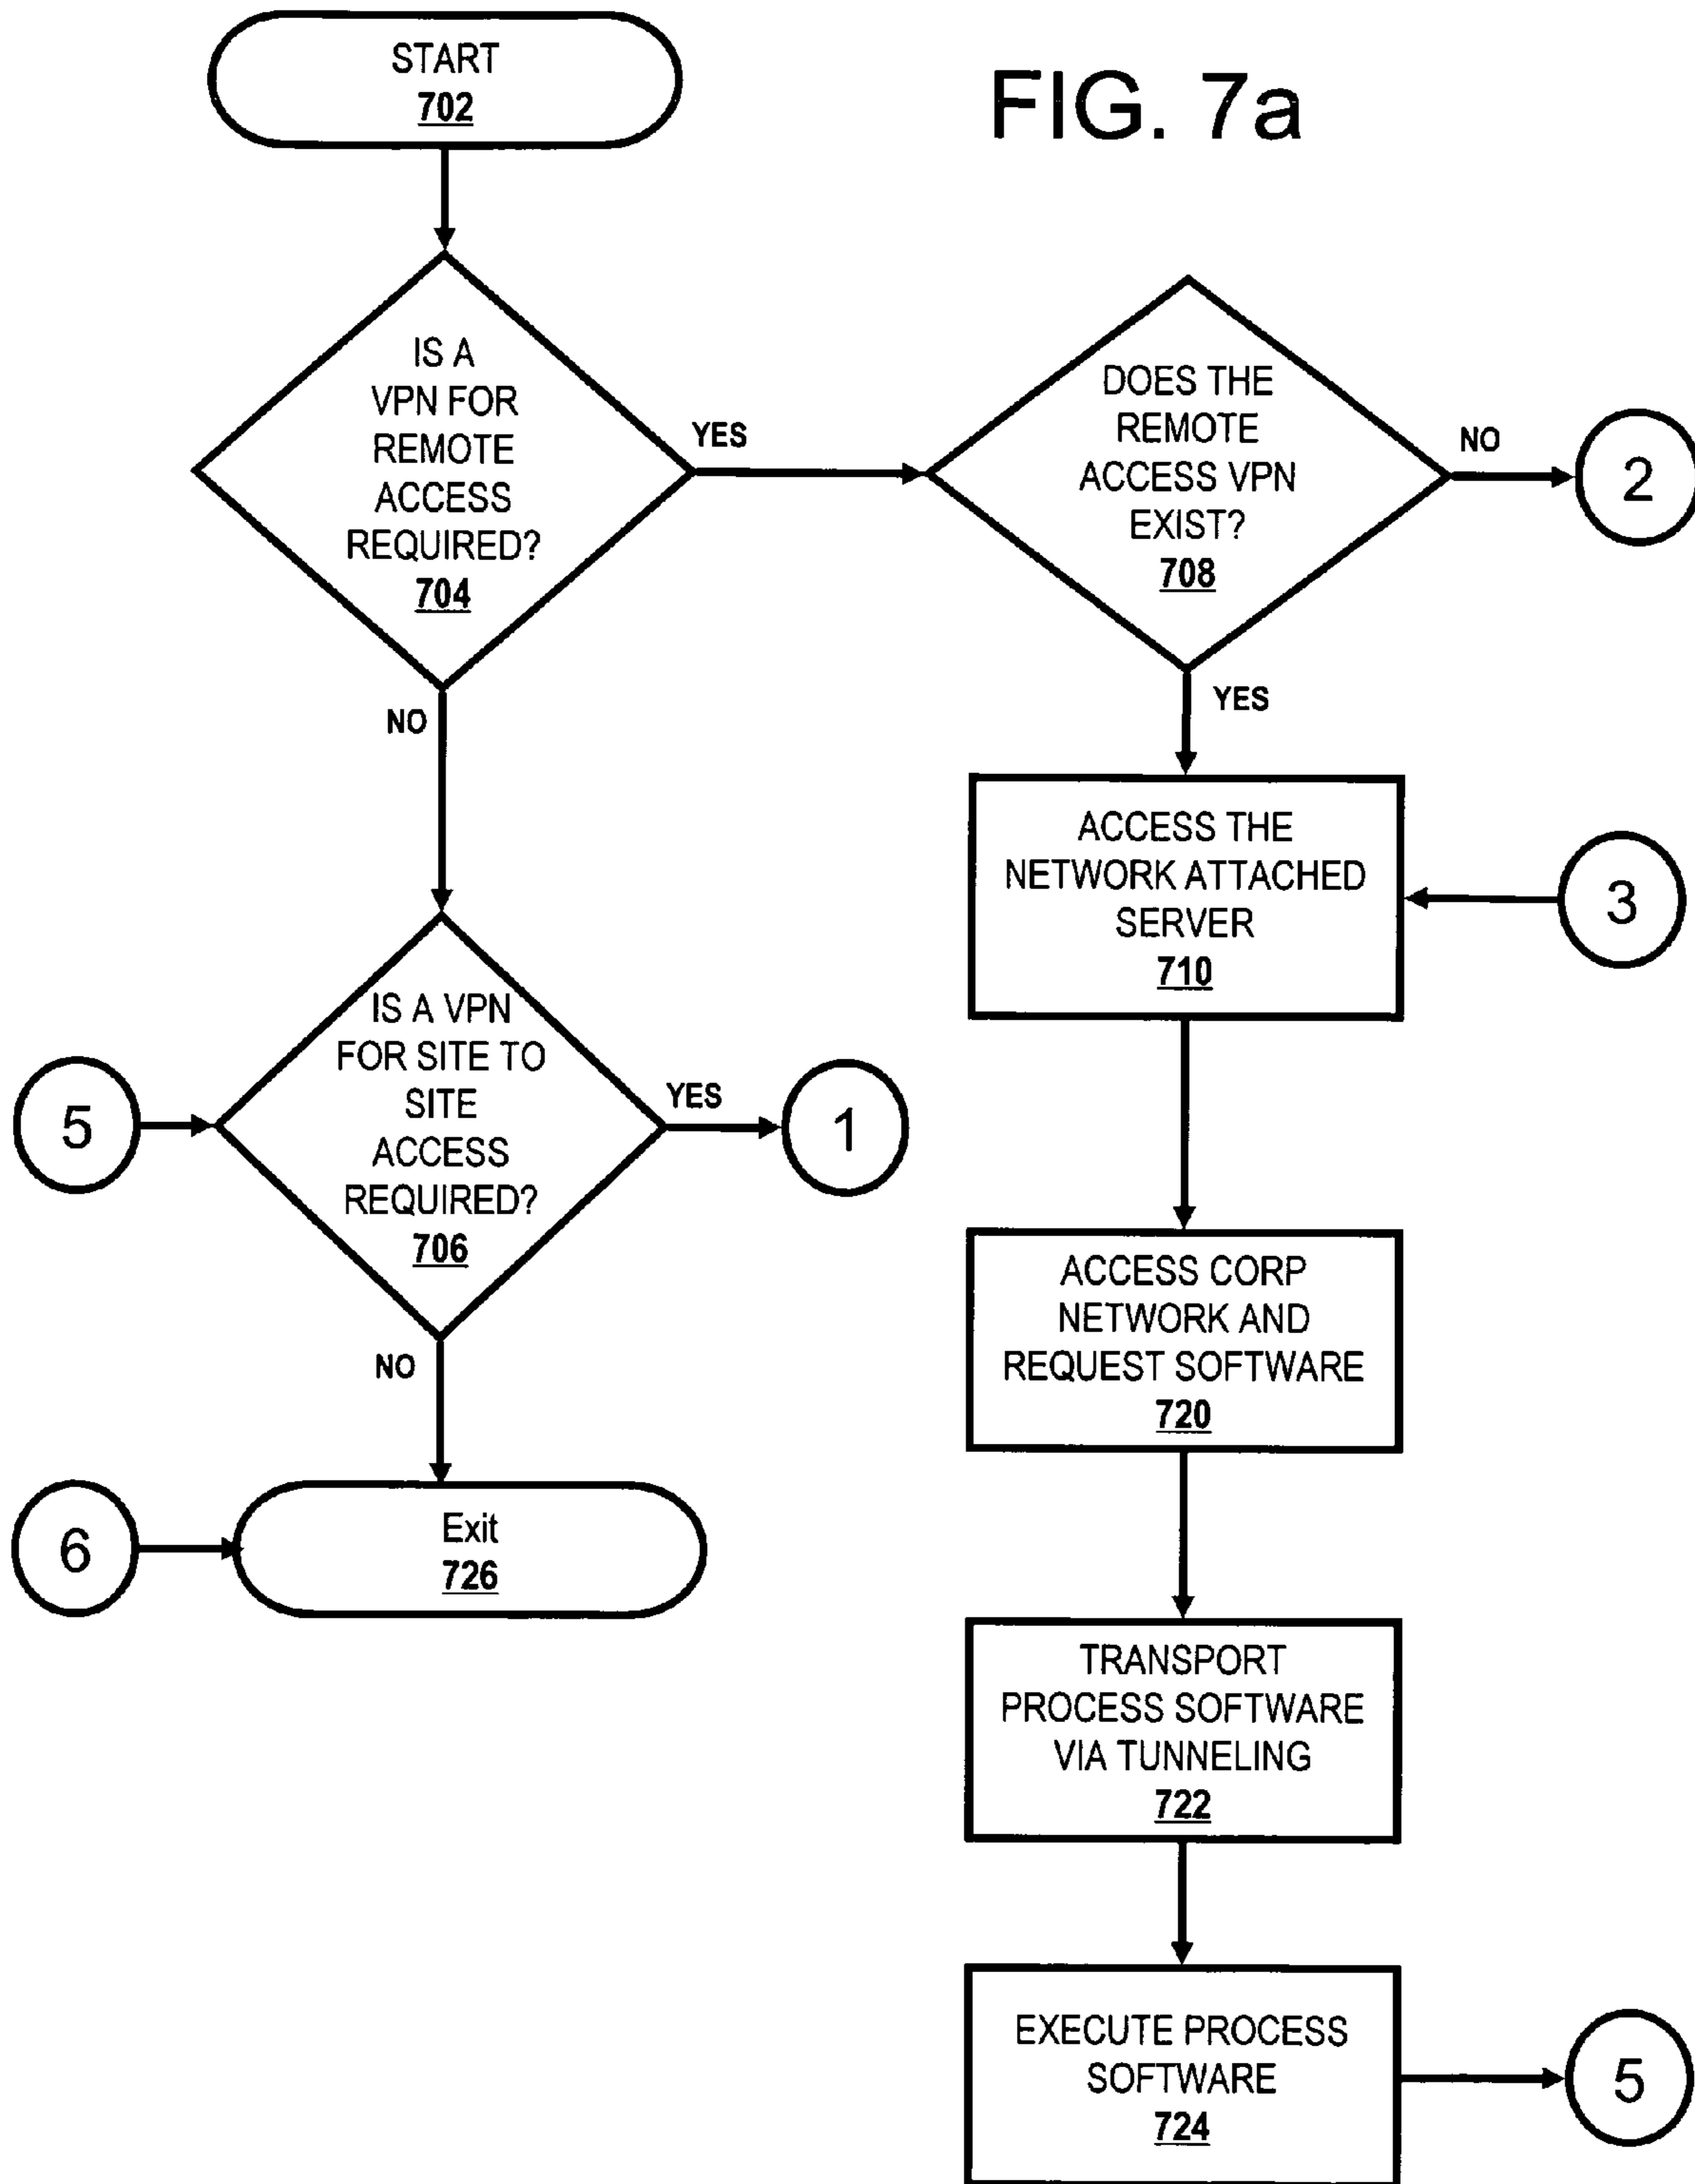 FIG. 7a
START
702
IS A
VPN FOR
REMOTE
ACCESS
REQUIRED?
704
YES
NO
DOES THE
REMOTE
ACCESS VPN
EXIST?
708
NO
2
YES
ACCESS THE
NETWORK ATTACHED
SERVER
710
3
5
IS A VPN
FOR SITE TO
SITE
ACCESS
REQUIRED?
706
YES
1
NO
ACCESS CORP
NETWORK AND
REQUEST SOFTWARE
720
6
Exit
726
TRANSPORT
PROCESS SOFTWARE
VIA TUNNELING
722
EXECUTE PROCESS
SOFTWARE
724
5